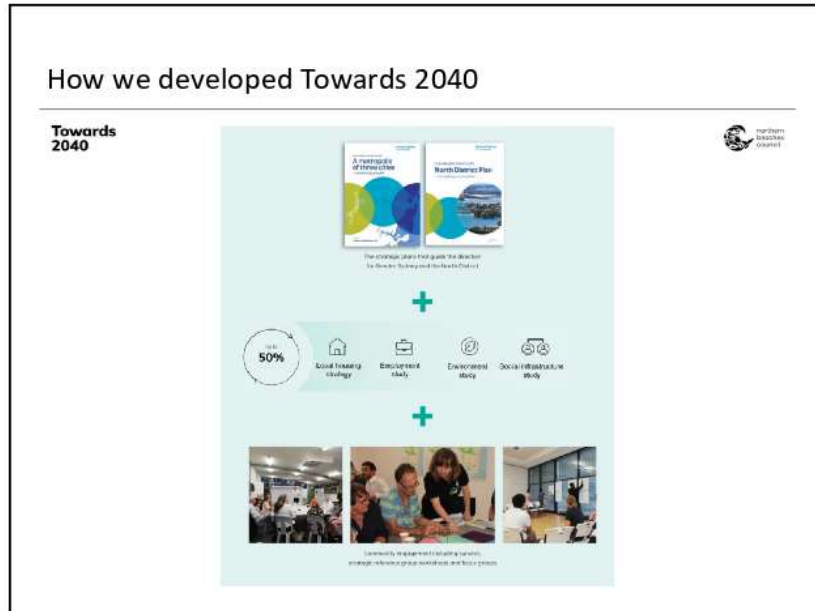 How we developed Towards 2040
Towards
2040
northern
beaches
council
A metropolis
of three cities
North District Plan
The strategic plans that guide the direction
for Greater Sydney and the North District
50%
Local housing
strategy
Employment
study
Environment
study
Social infrastructure
study
Community engagement including surveys,
strategic reference group workshops and focus groups